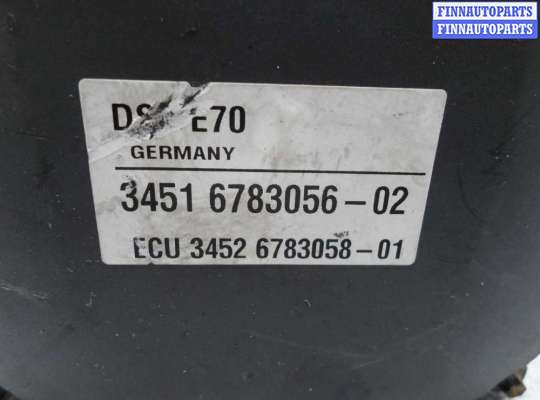 FINNAUTOPARTS
FINNAUTOPARTS
E70
GERMANY
3451 6783056-02
ECU 3452 6783058-01